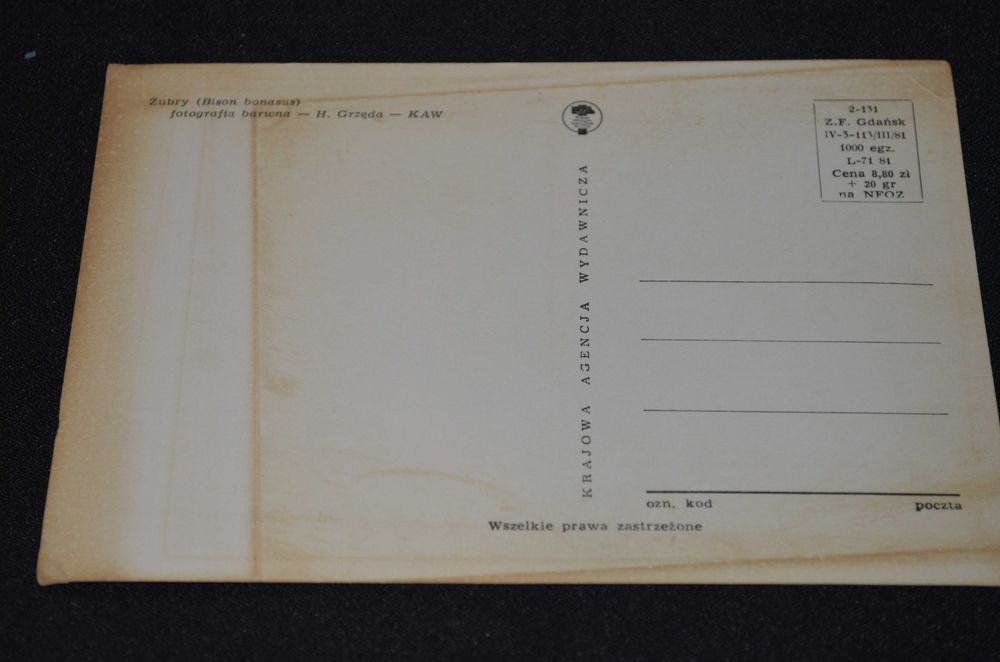 Żubry (Bison bonasus)
fotografia barwna — H. Grzęda — KAW
2-131
Z.F. Gdańsk
IV-3-113/III/81
1000 egz.
L-71 81
Cena 8,80 zł
+ 20 gr
na NFOZ
KRAJOWA AGENCJA WYDAWNICZA
ozn. kod poczta
Wszelkie prawa zastrzeżone